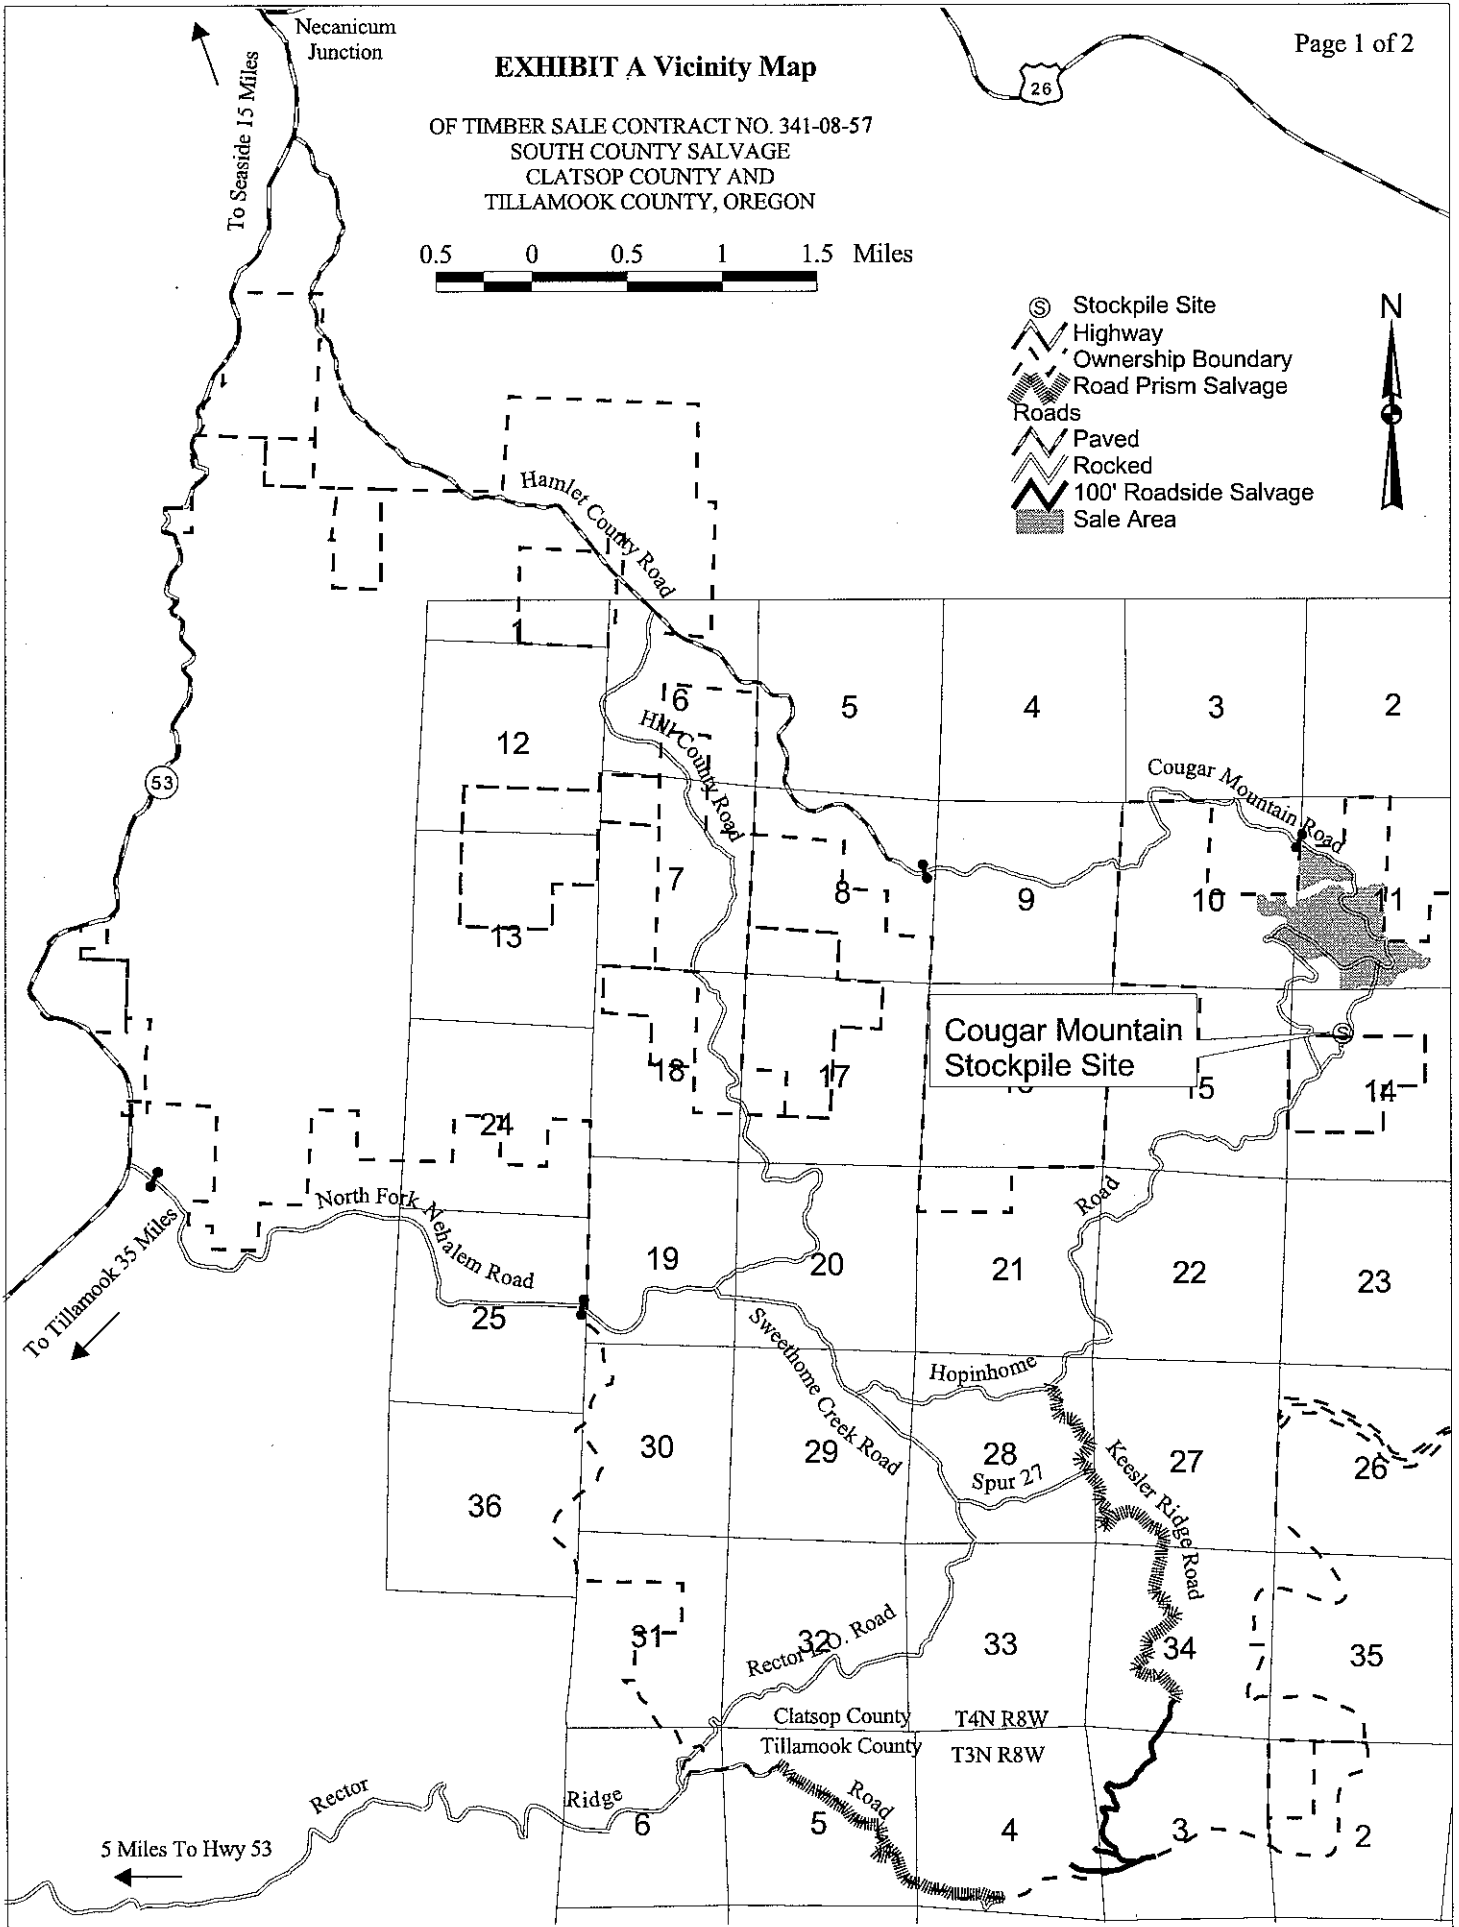 Necanicum
Junction
EXHIBIT A Vicinity Map
Page 1 of 2
26
To Seaside 15 Miles
OF TIMBER SALE CONTRACT NO. 341-08-57
SOUTH COUNTY SALVAGE
CLATSOP COUNTY AND
TILLAMOOK COUNTY, OREGON
0.5 0 0.5 1 1.5 Miles
S Stockpile Site
Highway
Ownership Boundary
Road Prism Salvage
Roads
Paved
Rocked
100' Roadside Salvage
Sale Area
N
Hamlet County Road
1
6
5
4
3
2
12
Hill County Road
53
Cougar Mountain Road
7
8
9
10
11
13
Cougar Mountain
Stockpile Site
S
18
17
14
24
North Fork Nehalem Road
To Tillamook 35 Miles
Road
19
20
21
22
23
25
Sweethome Creek Road
Hopinhome
30
29
28
27
26
Spur 27
Keesler Ridge Road
36
31
32
33
34
35
Rector Road
Clatsop County T4N R8W
Tillamook County T3N R8W
Rector Ridge Road
6
5
4
3
2
5 Miles To Hwy 53